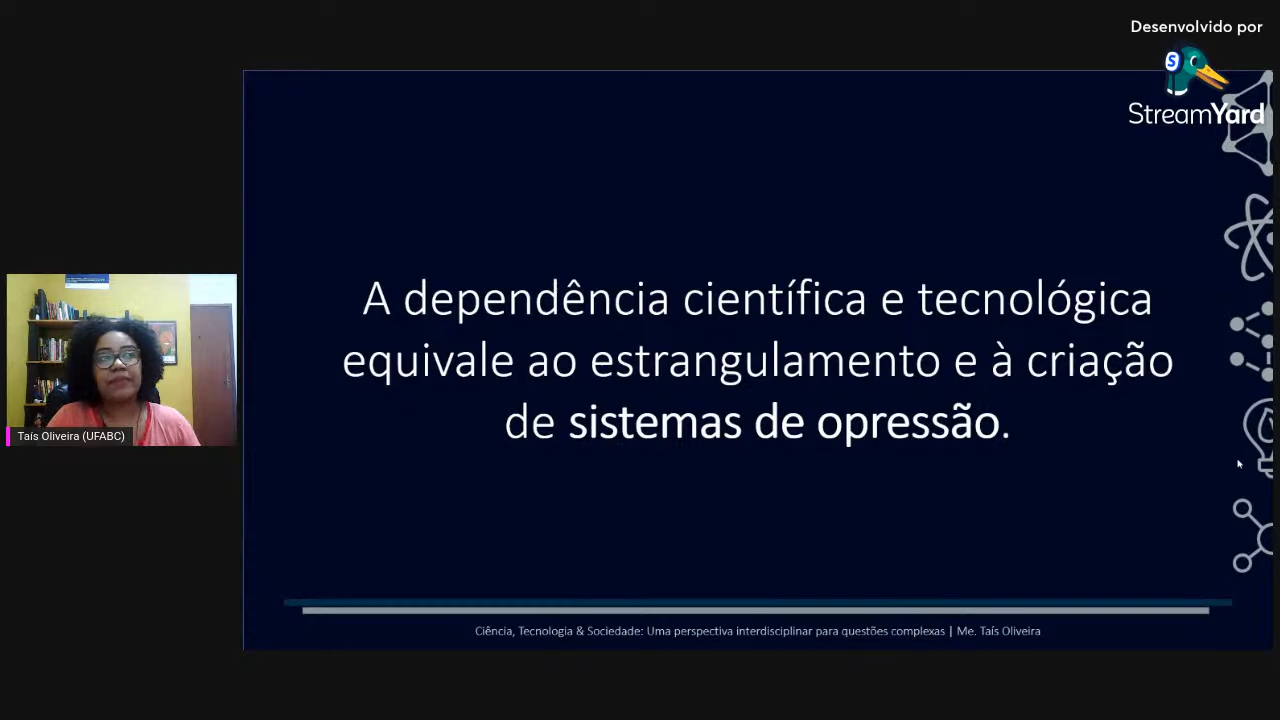 Desenvolvido por
S
StreamYard
A dependência científica e tecnológica
equivale ao estrangulamento e à criação
de sistemas de opressão.
Taís Oliveira (UFABC)
Ciência, Tecnologia & Sociedade: Uma perspectiva interdisciplinar para questões complexas | Me. Taís Oliveira